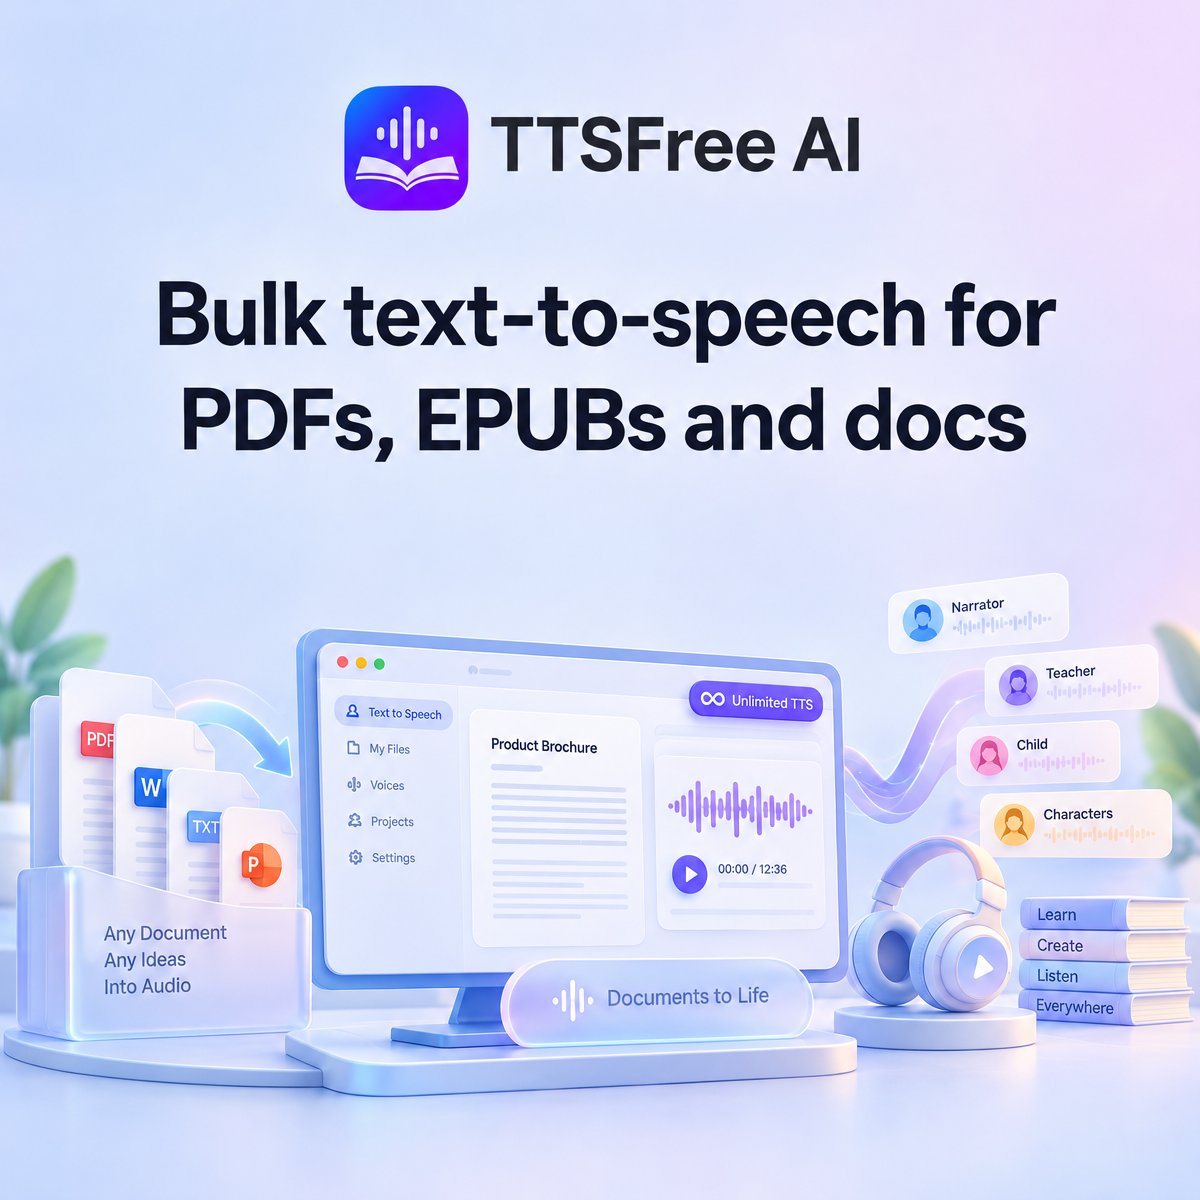 TTSFree AI
Bulk text-to-speech for
PDFs, EPUBs and docs
PDF
W
TXT
P
Any Document
Any Ideas
Into Audio
Text to Speech
My Files
Voices
Projects
Settings
Product Brochure
Unlimited TTS
00:00 / 12:36
Documents to Life
Narrator
Teacher
Child
Characters
Learn
Create
Listen
Everywhere